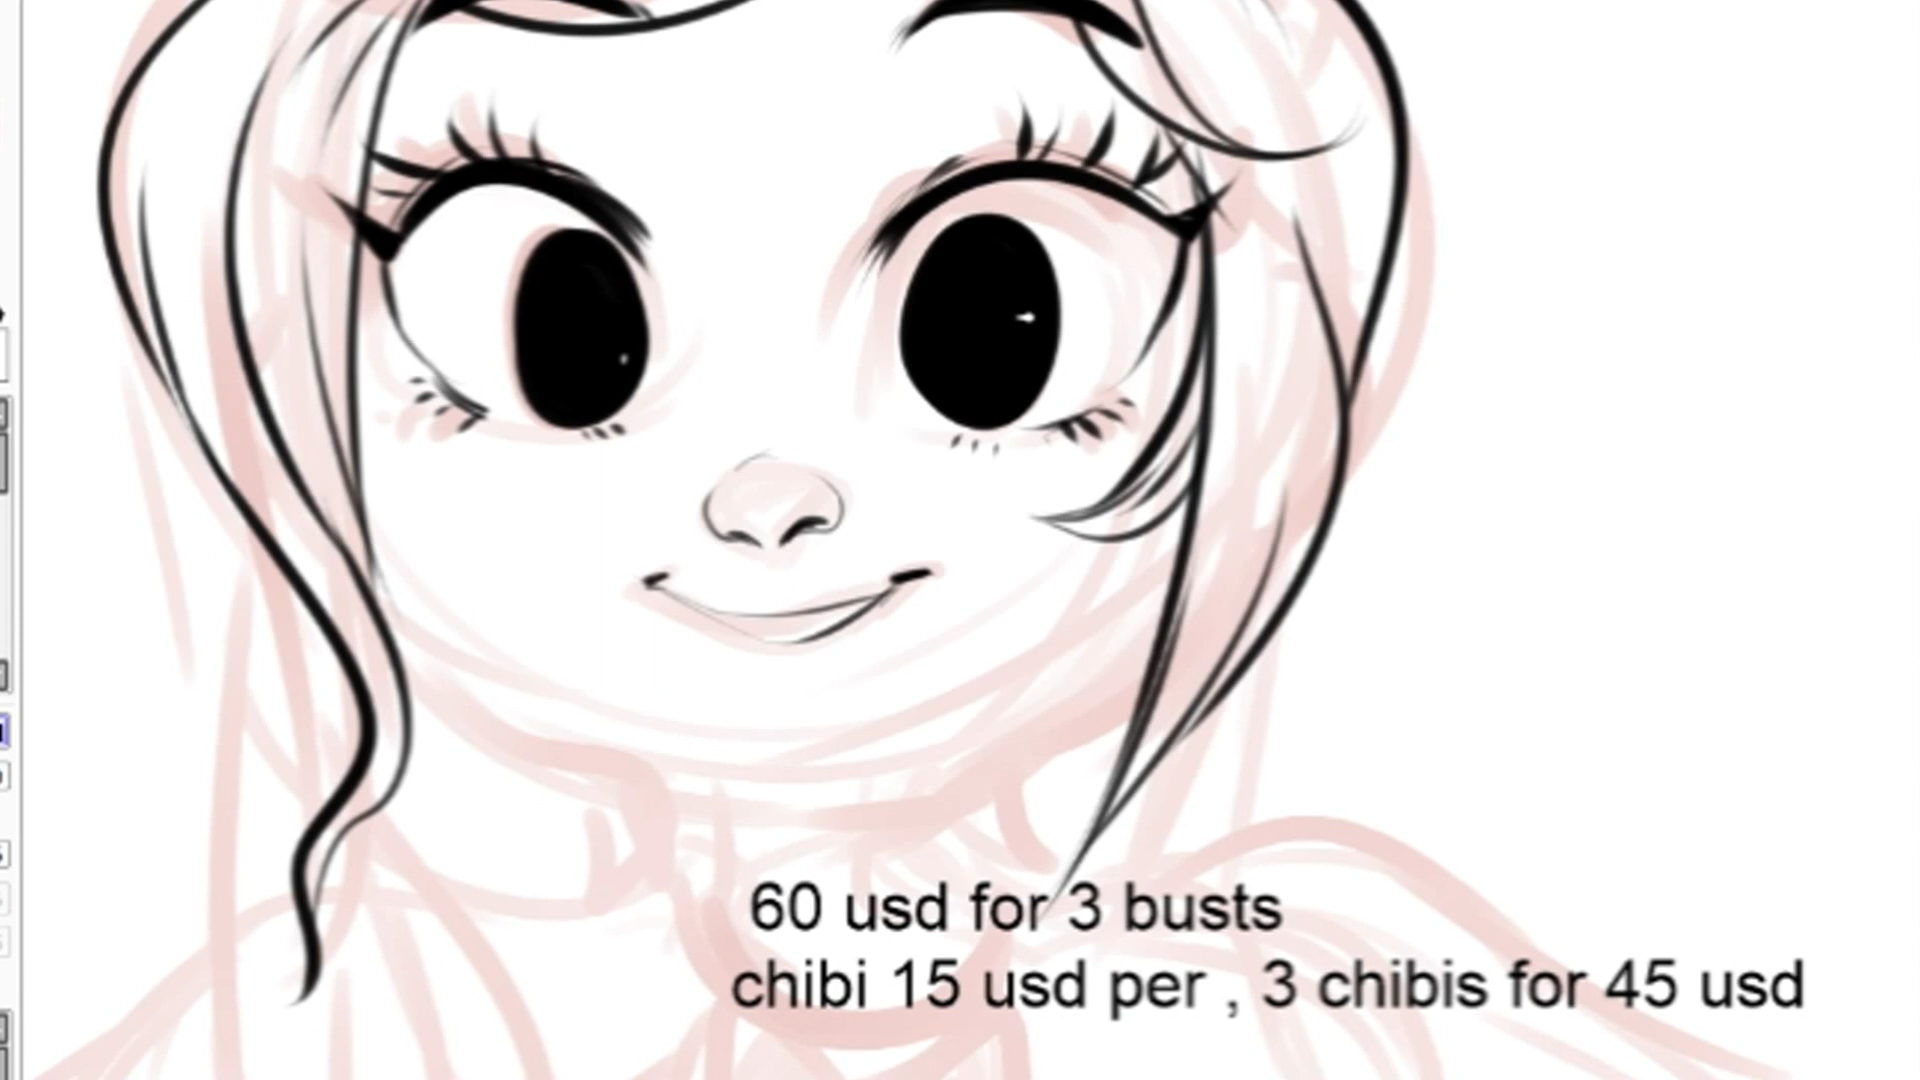 60 usd for 3 busts
chibi 15 usd per , 3 chibis for 45 usd